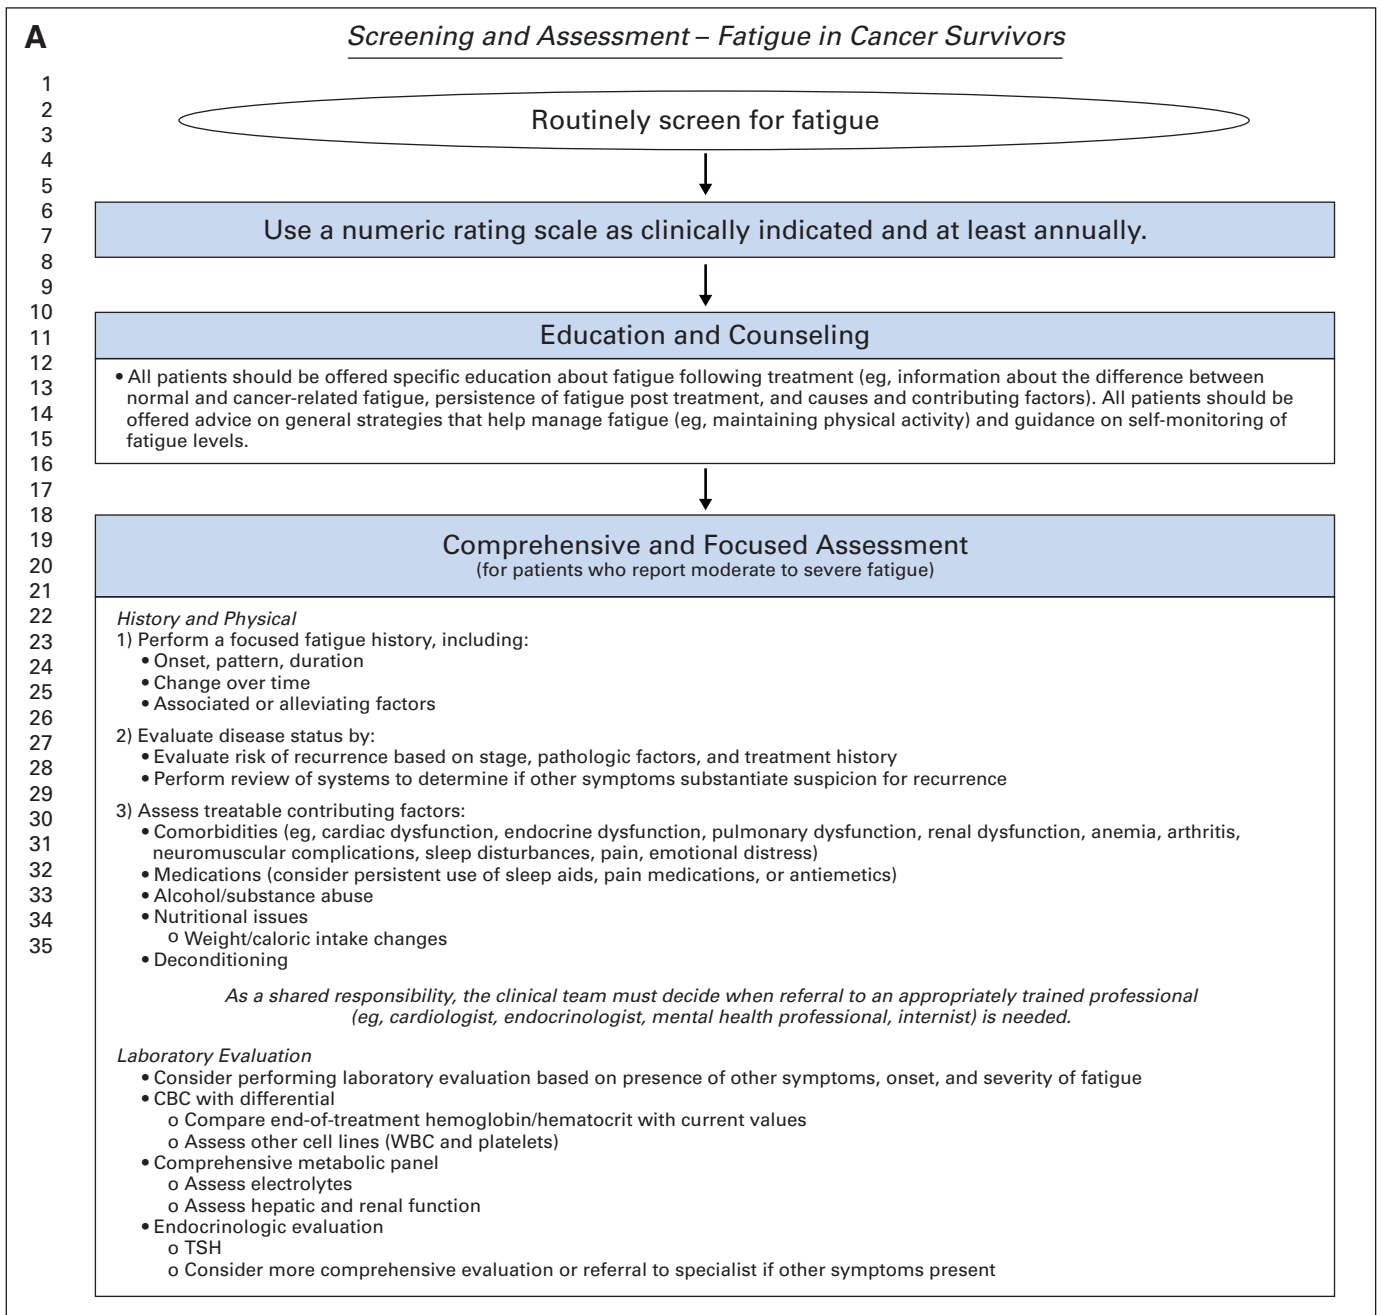 A
Screening and Assessment – Fatigue in Cancer Survivors
1
2
3
4
5
6
7
8
9
10
11
12
13
14
15
16
17
18
19
20
21
22
23
24
25
26
27
28
29
30
31
32
33
34
35
Routinely screen for fatigue
Use a numeric rating scale as clinically indicated and at least annually.
Education and Counseling
• All patients should be offered specific education about fatigue following treatment (eg, information about the difference between
normal and cancer-related fatigue, persistence of fatigue post treatment, and causes and contributing factors). All patients should be
offered advice on general strategies that help manage fatigue (eg, maintaining physical activity) and guidance on self-monitoring of
fatigue levels.
Comprehensive and Focused Assessment
(for patients who report moderate to severe fatigue)
History and Physical
1) Perform a focused fatigue history, including:
• Onset, pattern, duration
• Change over time
• Associated or alleviating factors
2) Evaluate disease status by:
• Evaluate risk of recurrence based on stage, pathologic factors, and treatment history
• Perform review of systems to determine if other symptoms substantiate suspicion for recurrence
3) Assess treatable contributing factors:
• Comorbidities (eg, cardiac dysfunction, endocrine dysfunction, pulmonary dysfunction, renal dysfunction, anemia, arthritis,
neuromuscular complications, sleep disturbances, pain, emotional distress)
• Medications (consider persistent use of sleep aids, pain medications, or antiemetics)
• Alcohol/substance abuse
• Nutritional issues
o Weight/caloric intake changes
• Deconditioning
As a shared responsibility, the clinical team must decide when referral to an appropriately trained professional
(eg, cardiologist, endocrinologist, mental health professional, internist) is needed.
Laboratory Evaluation
• Consider performing laboratory evaluation based on presence of other symptoms, onset, and severity of fatigue
• CBC with differential
o Compare end-of-treatment hemoglobin/hematocrit with current values
o Assess other cell lines (WBC and platelets)
• Comprehensive metabolic panel
o Assess electrolytes
o Assess hepatic and renal function
• Endocrinologic evaluation
o TSH
o Consider more comprehensive evaluation or referral to specialist if other symptoms present